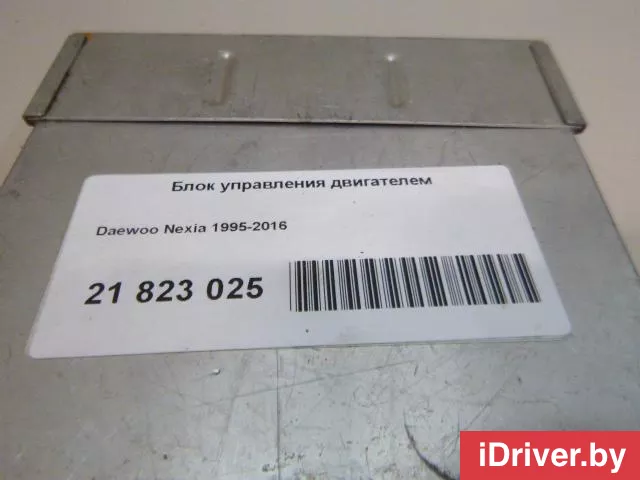 Блок управления двигателем
Daewoo Nexia 1995-2016
21 823 025
iDriver.by